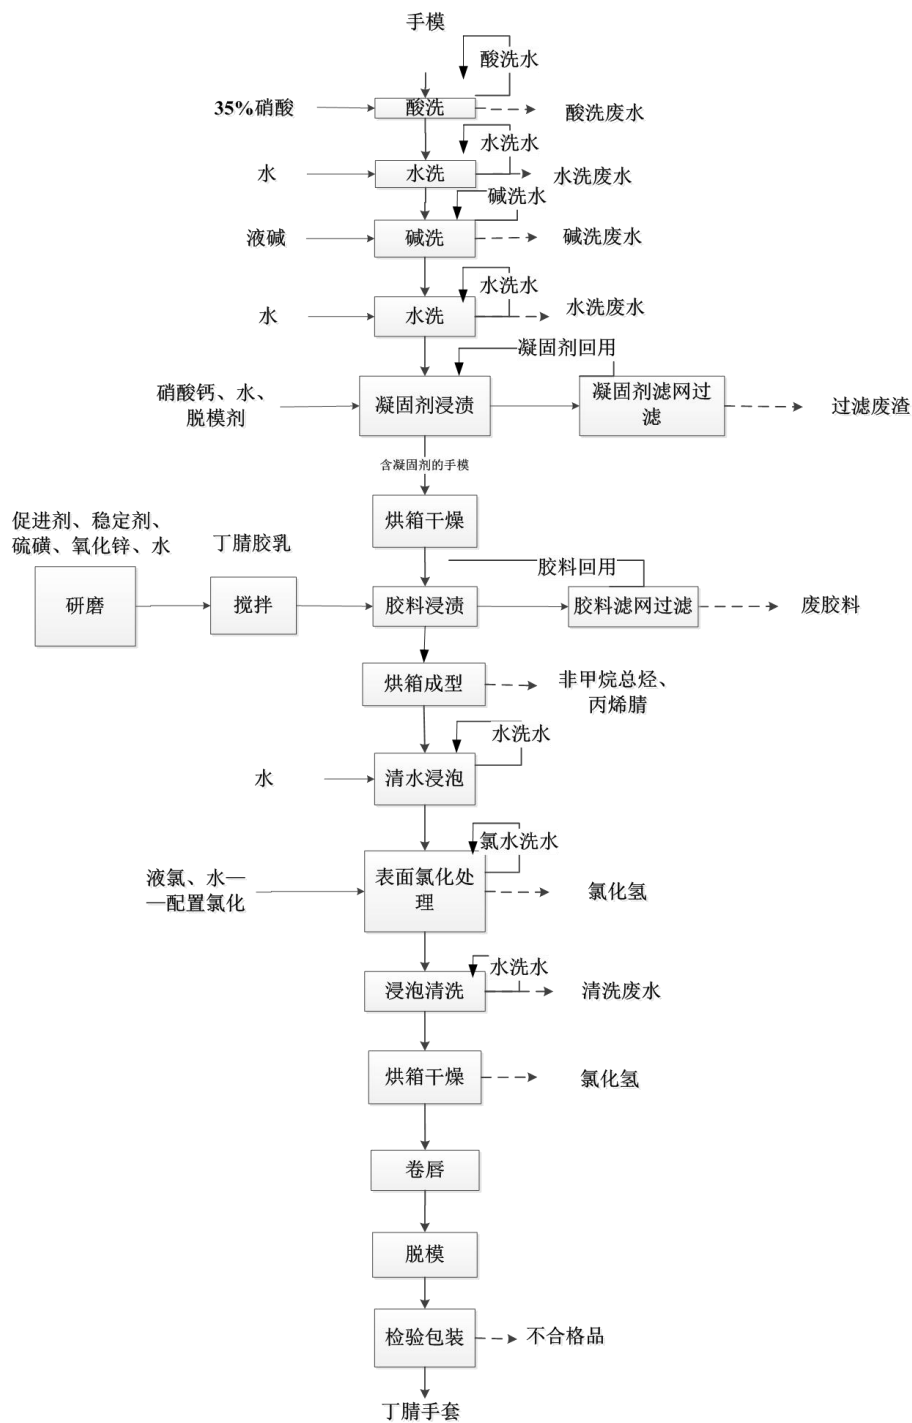 手模
酸洗水
35%硝酸
酸洗
酸洗废水
水洗水
水
水洗
水洗废水
碱洗水
液碱
碱洗
碱洗废水
水洗水
水
水洗
水洗废水
凝固剂回用
硝酸钙、水、
脱模剂
凝固剂浸渍
凝固剂滤网过
滤
过滤废渣
含凝固剂的手模
烘箱干燥
促进剂、稳定剂、
硫磺、氧化锌、水
丁腈胶乳
胶料回用
研磨
搅拌
胶料浸渍
胶料滤网过滤
废胶料
烘箱成型
非甲烷总烃、
丙烯腈
水洗水
水
清水浸泡
氯水洗水
液氯、水—
—配置氯化
表面氯化处
理
氯化氢
水洗水
浸泡清洗
清洗废水
烘箱干燥
氯化氢
卷唇
脱模
检验包装
不合格品
丁腈手套